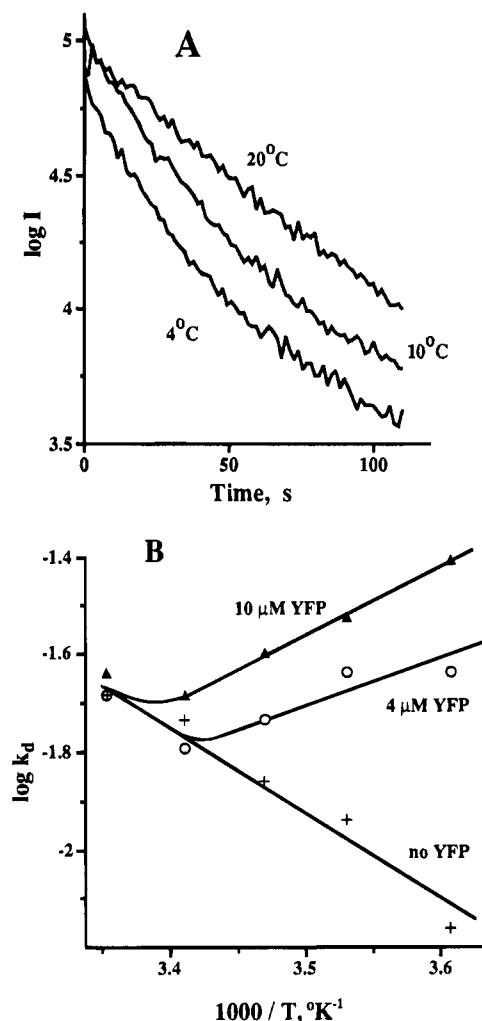 A
5
4.5
4
3.5
log I
20°C
10°C
4°C
0
50
100
Time, s
B
-1.4
-1.6
-1.8
-2
log k_d
10 µM YFP
4 µM YFP
no YFP
3.4
3.5
3.6
1000 / T, °K⁻¹